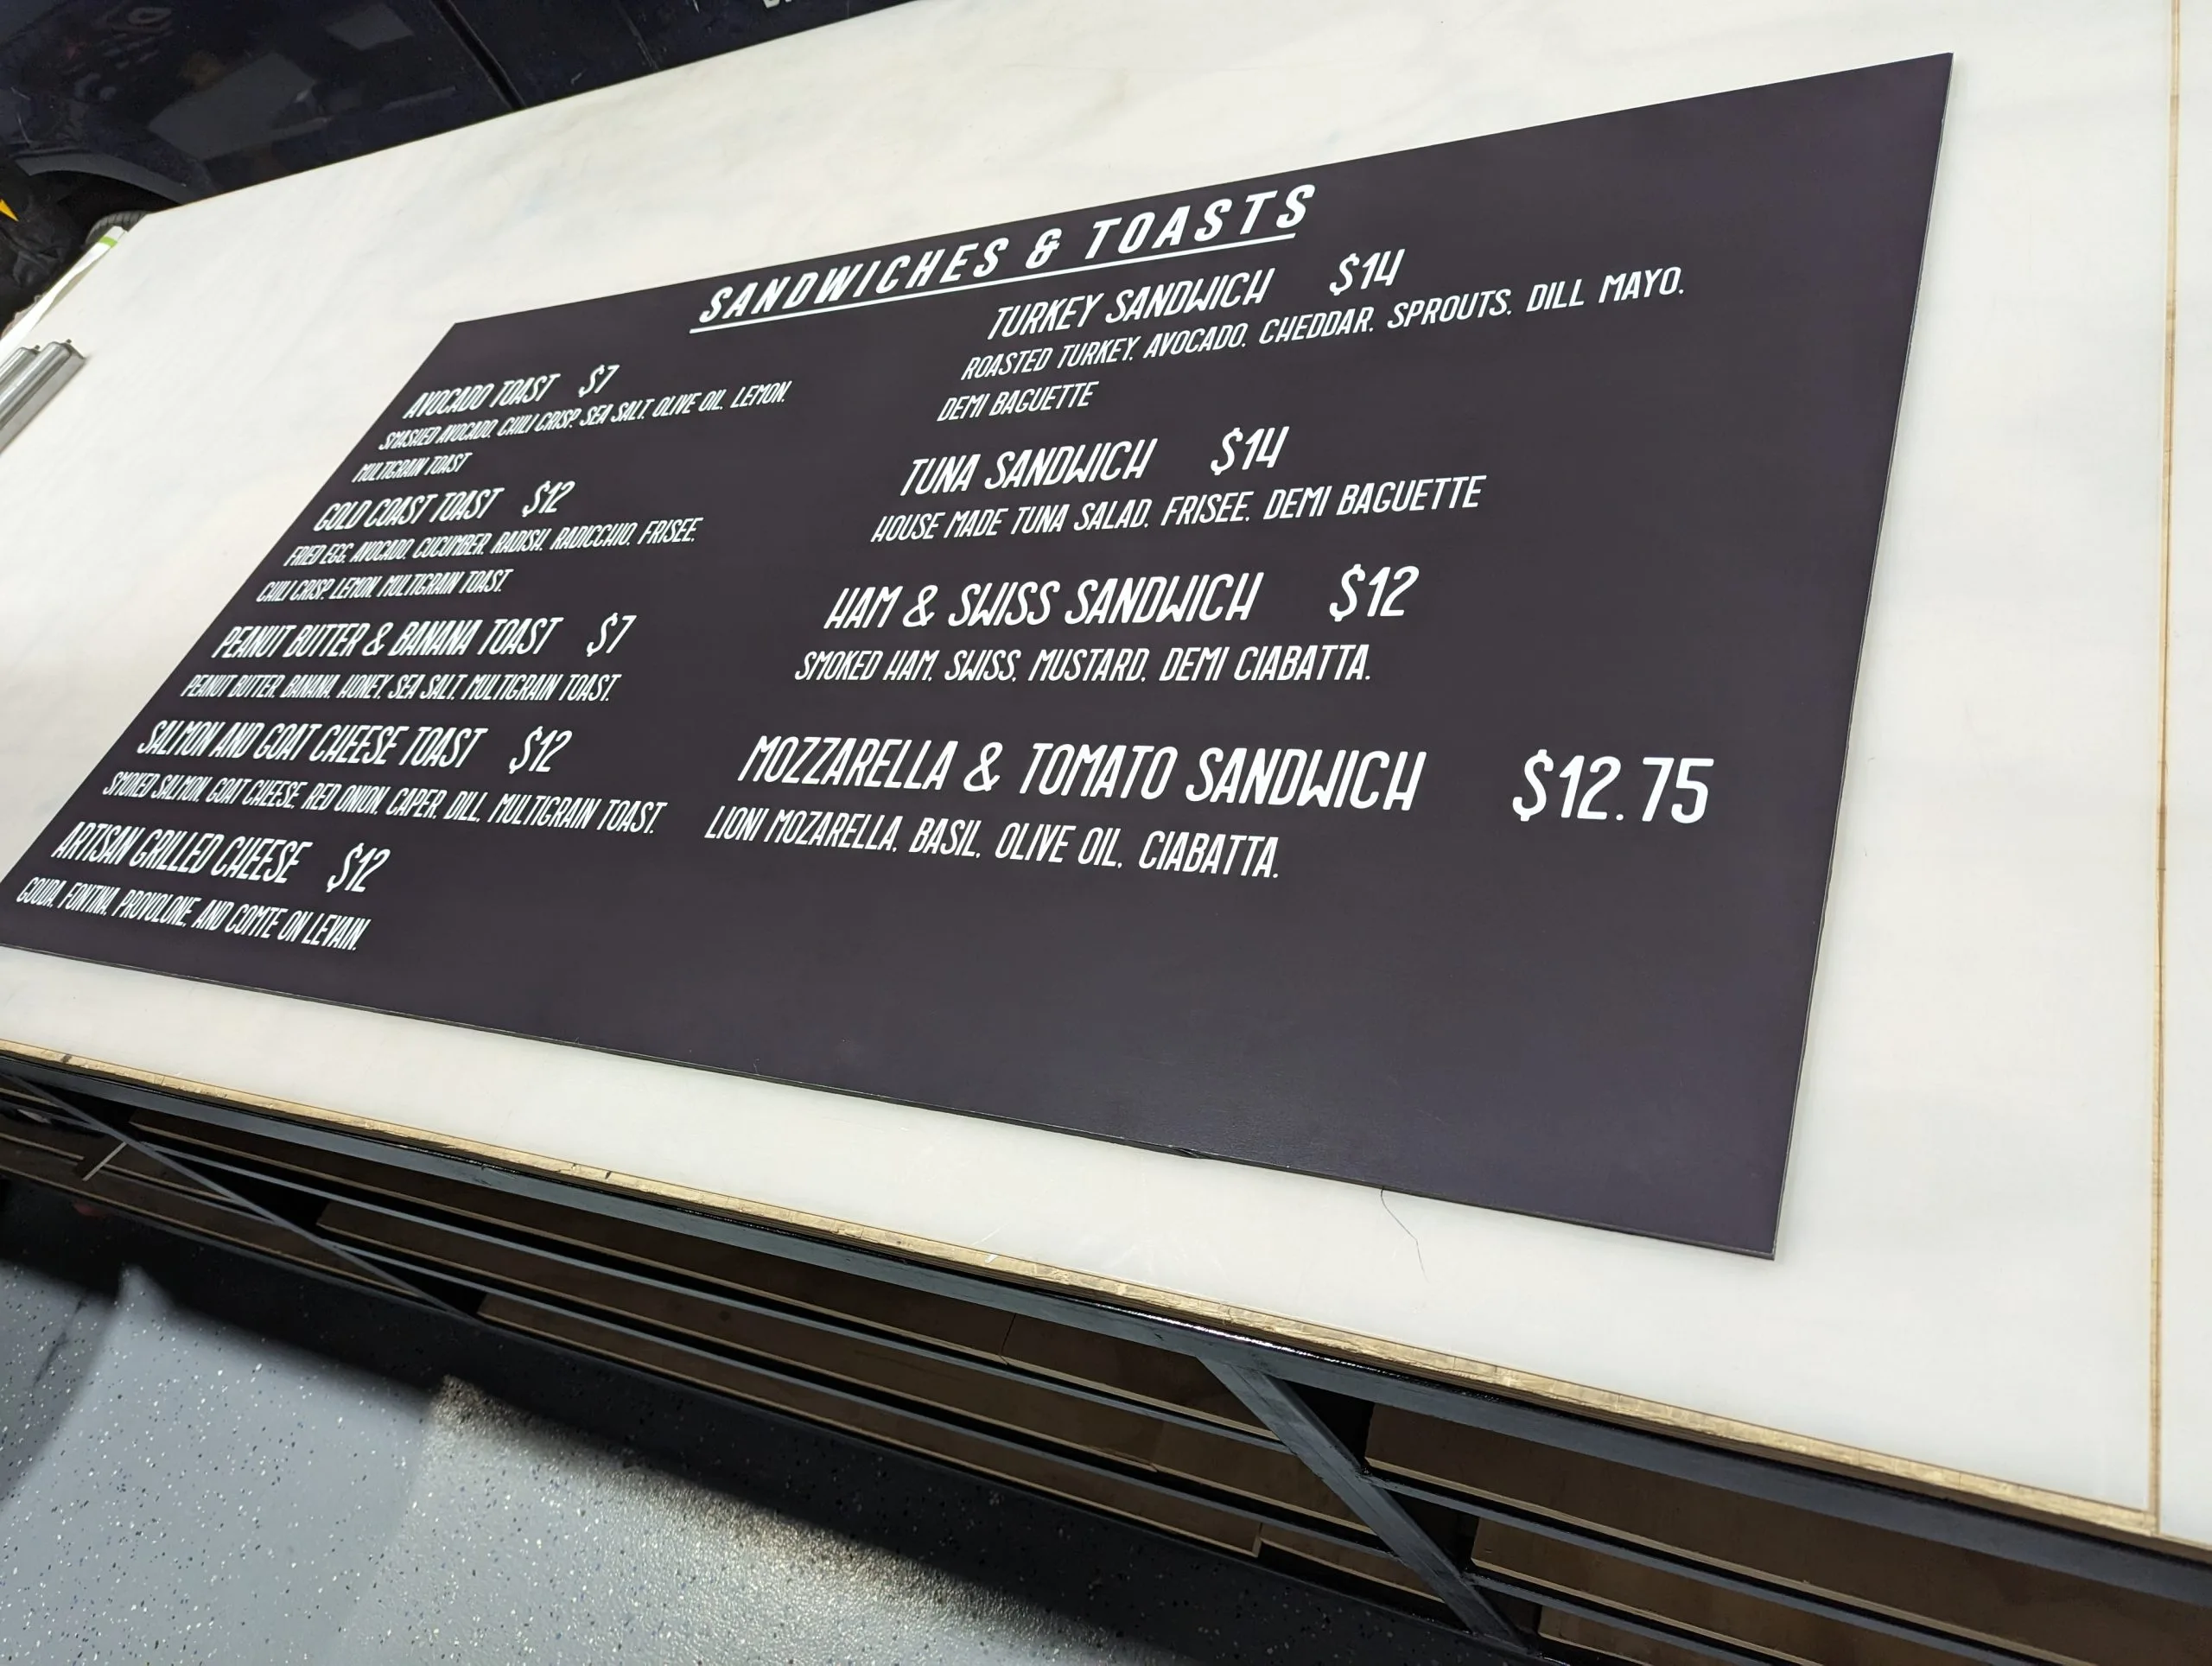 SANDWICHES & TOASTS
AVOCADO TOAST $7
SMASHED AVOCADO, CHILI CRISP, SEA SALT, OLIVE OIL, LEMON,
MULTIGRAIN TOAST
GOLD COAST TOAST $12
FRIED EGG, AVOCADO, CUCUMBER, RADISH, RADICCHIO, FRISEE,
CHILI CRISP, LEMON, MULTIGRAIN TOAST.
PEANUT BUTTER & BANANA TOAST $7
PEANUT BUTTER, BANANA, HONEY, SEA SALT, MULTIGRAIN TOAST.
SALMON AND GOAT CHEESE TOAST $12
SMOKED SALMON, GOAT CHEESE, RED ONION, CAPER, DILL, MULTIGRAIN TOAST.
ARTISAN GRILLED CHEESE $12
GOUDA, FONTINA, PROVOLONE, AND COMTE ON LEVAIN.
TURKEY SANDWICH $14
ROASTED TURKEY, AVOCADO, CHEDDAR, SPROUTS, DILL MAYO,
DEMI BAGUETTE
TUNA SANDWICH $14
HOUSE MADE TUNA SALAD, FRISEE, DEMI BAGUETTE
HAM & SWISS SANDWICH $12
SMOKED HAM, SWISS, MUSTARD, DEMI CIABATTA.
MOZZARELLA & TOMATO SANDWICH $12.75
LIONI MOZARELLA, BASIL, OLIVE OIL, CIABATTA.